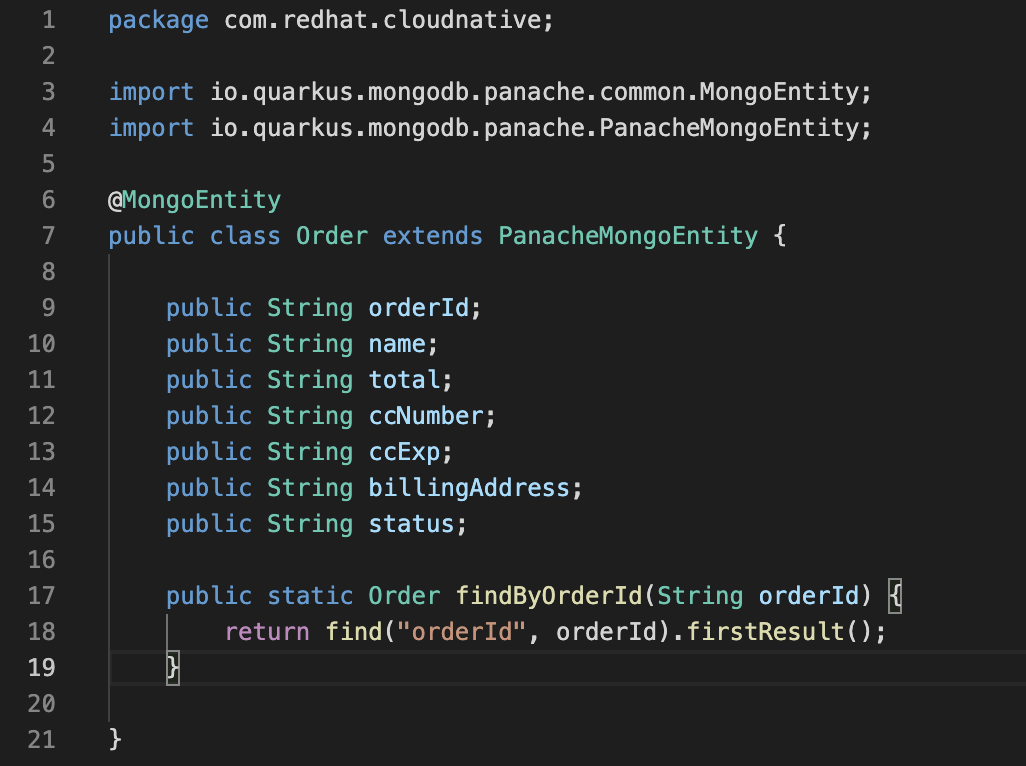 1 package com.redhat.cloudnative;
2
3 import io.quarkus.mongodb.panache.common.MongoEntity;
4 import io.quarkus.mongodb.panache.PanacheMongoEntity;
5
6 @MongoEntity
7 public class Order extends PanacheMongoEntity {
8
9     public String orderId;
10     public String name;
11     public String total;
12     public String ccNumber;
13     public String ccExp;
14     public String billingAddress;
15     public String status;
16
17     public static Order findByOrderId(String orderId) {
18         return find("orderId", orderId).firstResult();
19     }
20
21 }